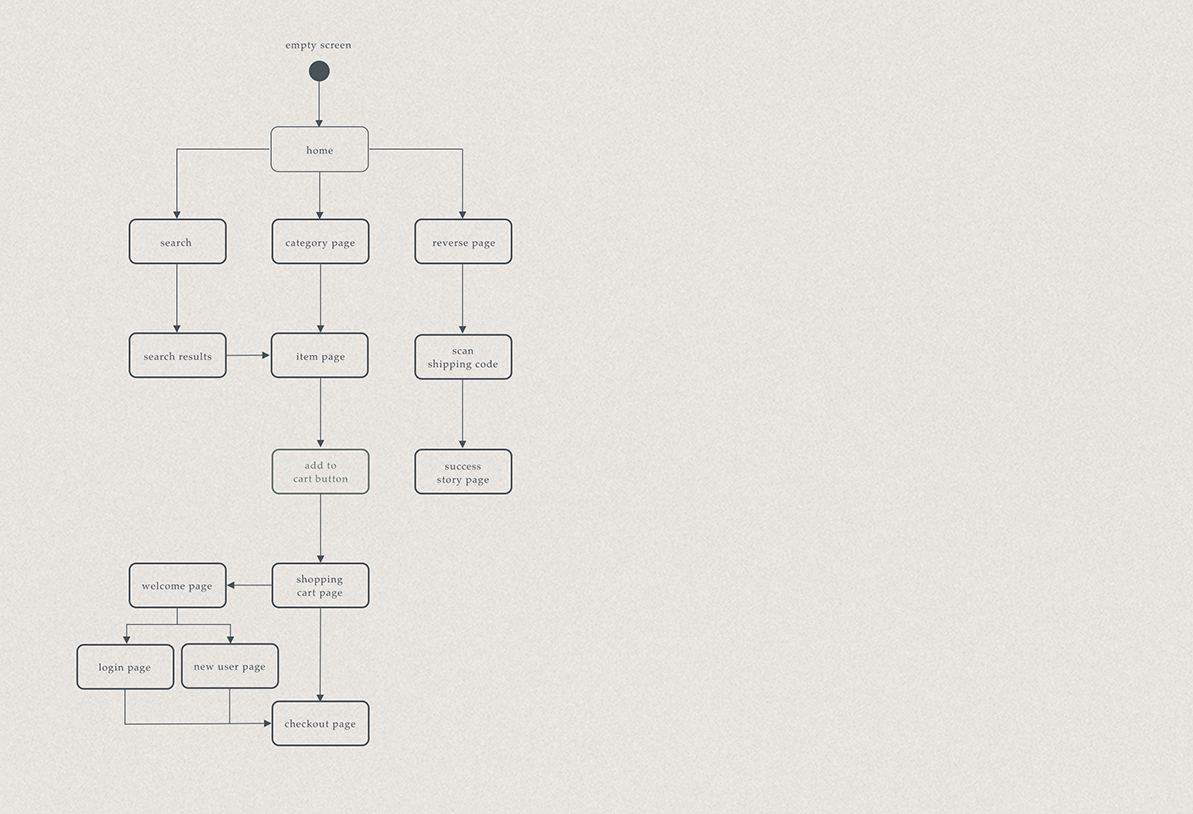 empty screen
home
search
category page
reverse page
search results
item page
scan
shipping code
add to
cart button
success
story page
welcome page
shopping
cart page
login page
new user page
checkout page